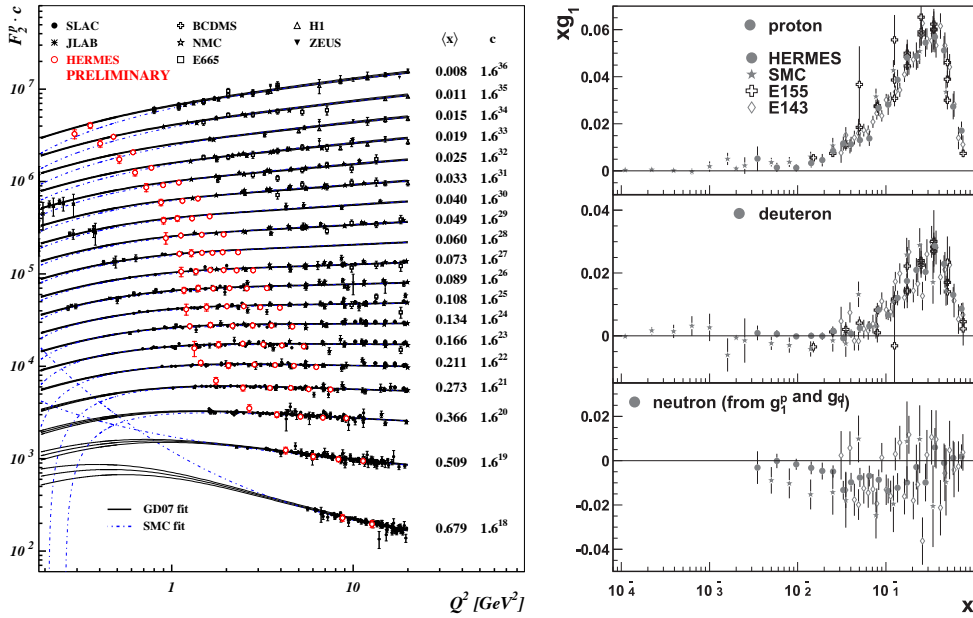 F₂ᵖ · c
SLAC
BCDMS
H1
JLAB
NMC
ZEUS
HERMES
E665
PRELIMINARY
⟨x⟩ c
0.008 1.6³⁶
0.011 1.6³⁵
0.015 1.6³⁴
0.019 1.6³³
0.025 1.6³²
0.033 1.6³¹
0.040 1.6³⁰
0.049 1.6²⁹
0.060 1.6²⁸
0.073 1.6²⁷
0.089 1.6²⁶
0.108 1.6²⁵
0.134 1.6²⁴
0.166 1.6²³
0.211 1.6²²
0.273 1.6²¹
0.366 1.6²⁰
0.509 1.6¹⁹
0.679 1.6¹⁸
10⁷
10⁶
10⁵
10⁴
10³
10²
GD07 fit
SMC fit
1 10
Q² [GeV²]
xg₁
proton
HERMES
SMC
E155
E143
0.06
0.04
0.02
0
deuteron
0.04
0.02
0
neutron (from g₁ᵖ and g₁ᵈ)
0.02
0
-0.02
-0.04
10⁻⁴ 10⁻³ 10⁻² 10⁻¹
x